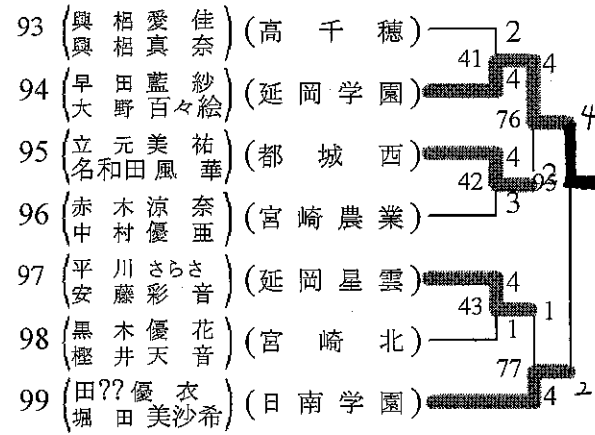 93 (興梠愛佳 興梠真奈) (高千穂)
94 (早田藍紗 大野百々絵) (延岡学園)
95 (立元美祐 名和田風華) (都城西)
96 (赤木涼奈 中村優亜) (宮崎農業)
97 (平川さらさ 安藤彩音) (延岡星雲)
98 (黒木優花 樫井天音) (宮崎北)
99 (田??優衣 堀田美沙希) (日南学園)
2
41
4
4
76
4
4
42
3
2
4
43
1
1
77
4
2